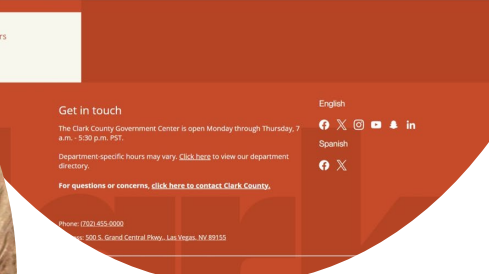 rs
Get in touch
The Clark County Government Center is open Monday through Thursday, 7
a.m. - 5:30 p.m. PST.
Department-specific hours may vary. Click here to view our department
directory.
For questions or concerns, click here to contact Clark County.
Phone: (702) 455-0000
500 S. Grand Central Pkwy., Las Vegas, NV 89155
English
Spanish